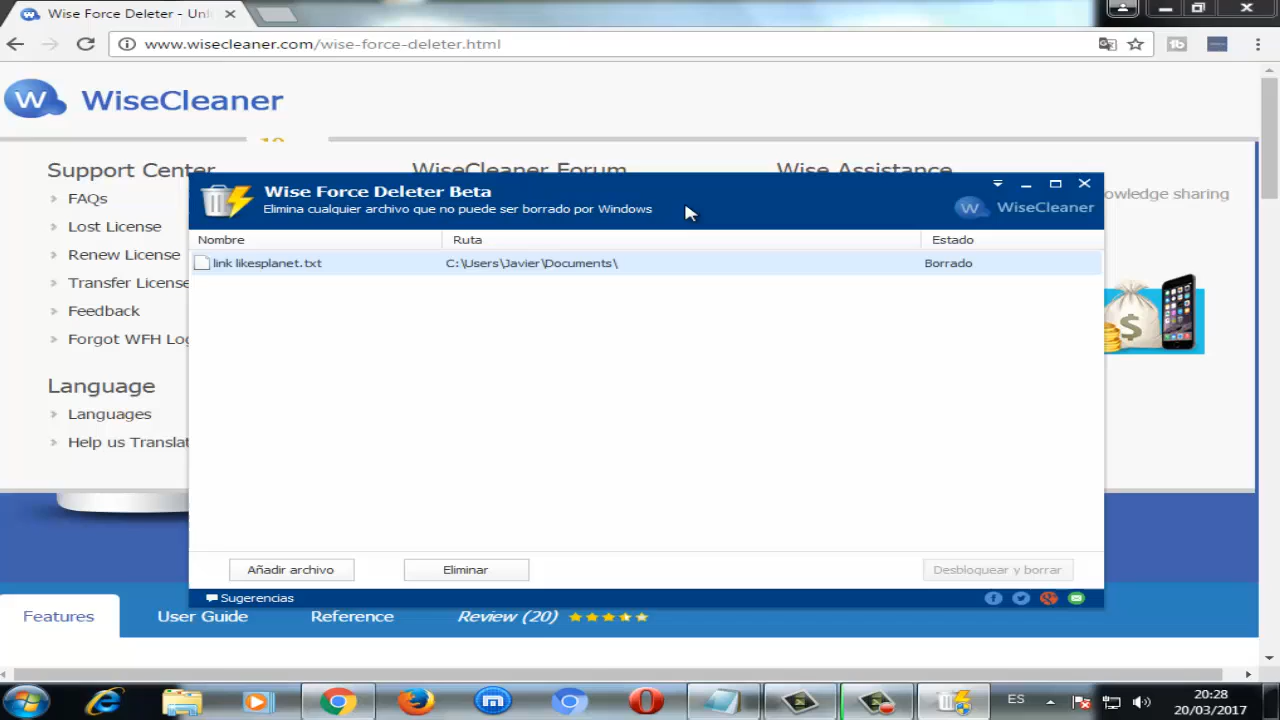 Wise Force Deleter - Unl
www.wisecleaner.com/wise-force-deleter.html
WiseCleaner
Support Center
WiseCleaner Forum
Wise Assistance
FAQs
Lost License
Renew License
Transfer License
Feedback
Forgot WFH Log
Language
Languages
Help us Translat
owledge sharing
Wise Force Deleter Beta
Elimina cualquier archivo que no puede ser borrado por Windows
WiseCleaner
Nombre
Ruta
Estado
link likesplanet.txt
C:\Users\Javier\Documents\
Borrado
Añadir archivo
Eliminar
Desbloquear y borrar
Sugerencias
Features
User Guide
Reference
Review (20)
ES
20:28
20/03/2017